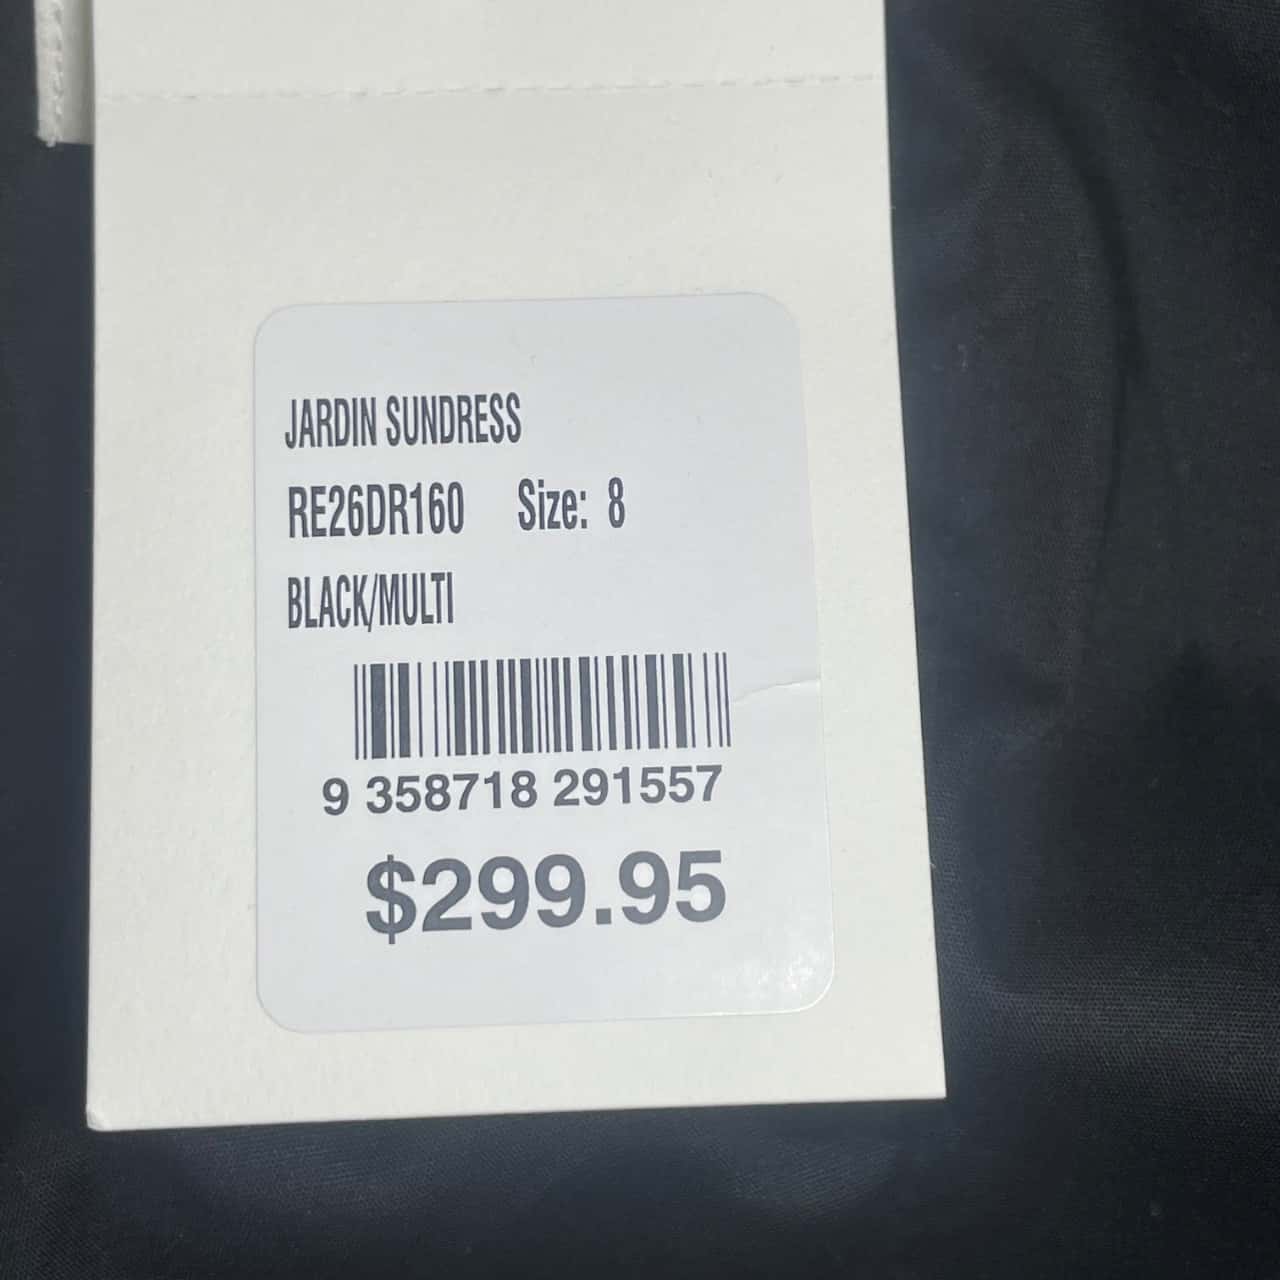 JARDIN SUNDRESS
RE26DR160 Size: 8
BLACK/MULTI
9 358718 291557
$299.95